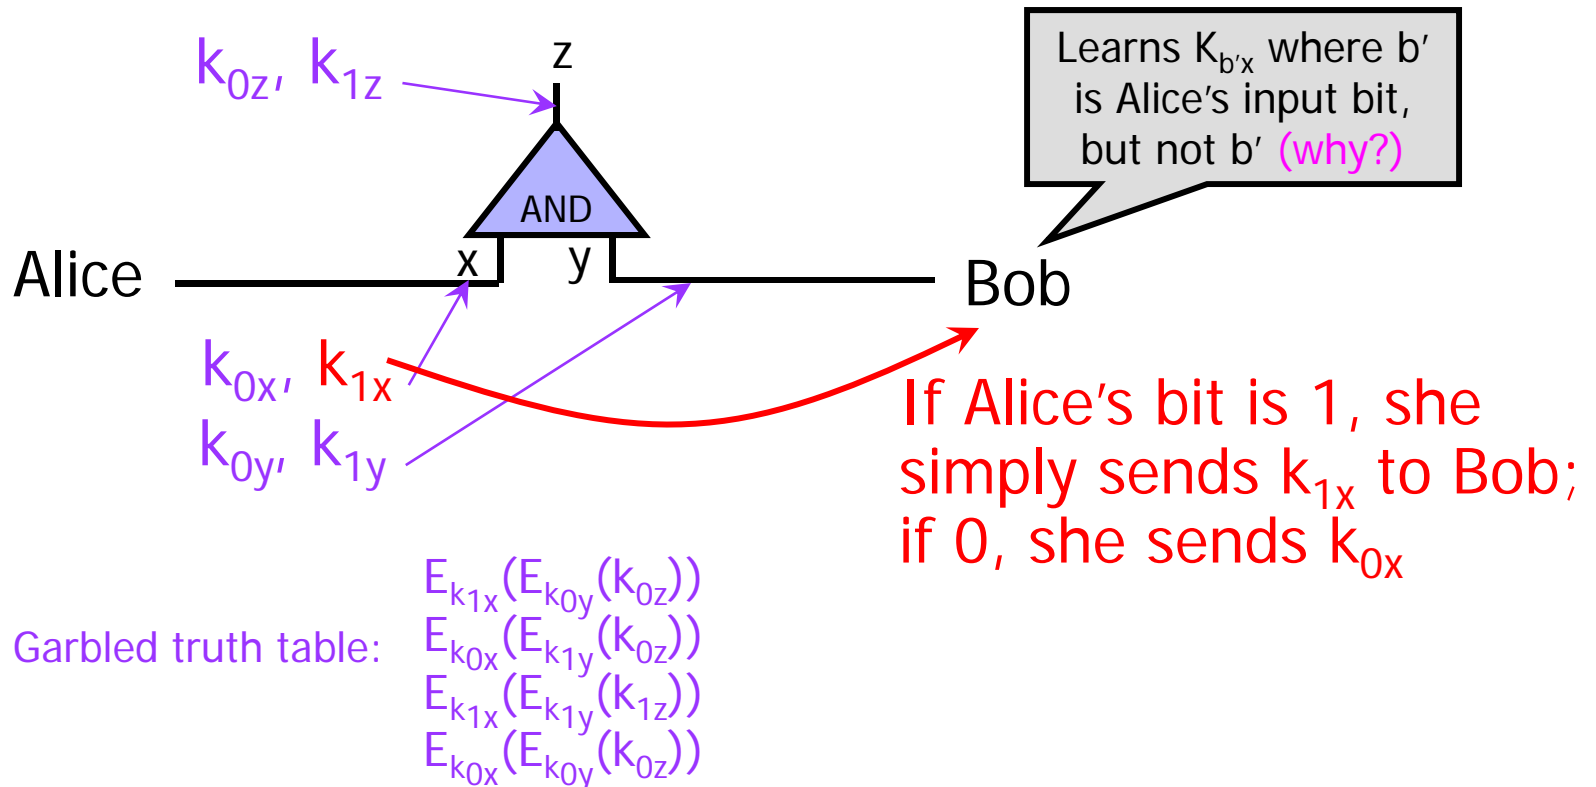 k0z, k1z
z
Learns Kb'x where b'
is Alice's input bit,
but not b' (why?)
AND
x
y
Alice
Bob
k0x, k1x
k0y, k1y
If Alice's bit is 1, she
simply sends k1x to Bob;
if 0, she sends k0x
Garbled truth table:
Ek1x(Ek0y(k0z))
Ek0x(Ek1y(k0z))
Ek1x(Ek1y(k1z))
Ek0x(Ek0y(k0z))